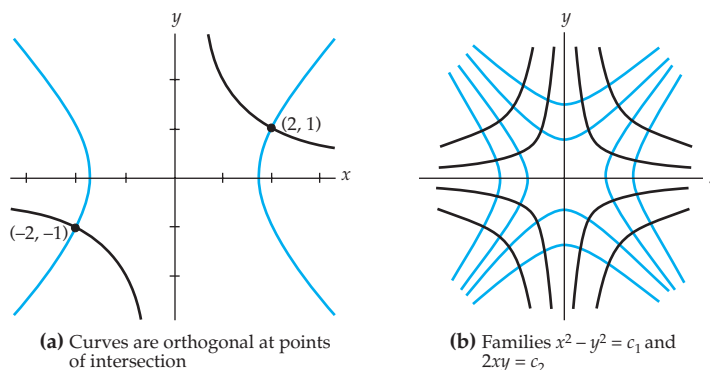 y
(2, 1)
x
(−2, −1)
(a) Curves are orthogonal at points
of intersection
y
(b) Families x² – y² = c₁ and
2xy = c₂